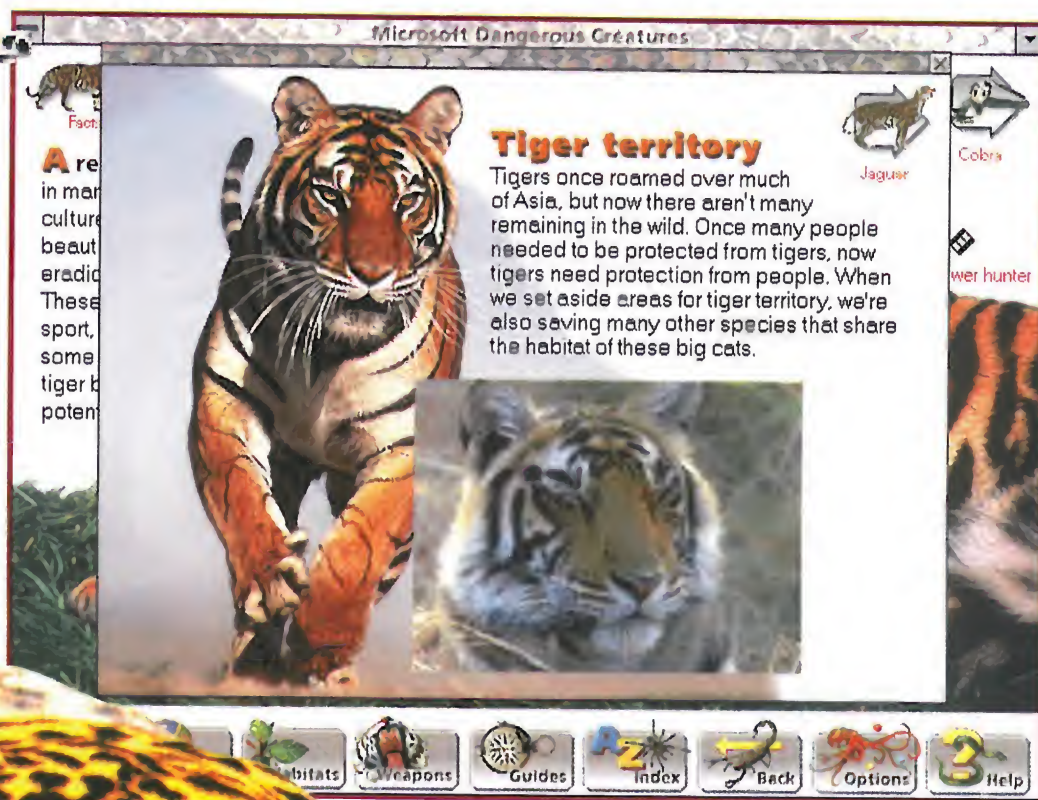 Microsoft Dangerous Creatures
Facts
A re
in mar
culture
beaut
eradic
These
sport,
some
tiger b
poten
Tiger territory
Tigers once roamed over much
of Asia, but now there aren't many
remaining in the wild. Once many people
needed to be protected from tigers, now
tigers need protection from people. When
we set aside areas for tiger territory, we're
also saving many other species that share
the habitat of these big cats.
Jaguar
Cobra
wer hunter
abitats
Weapons
Guides
A Z
Index
Back
Options
Help